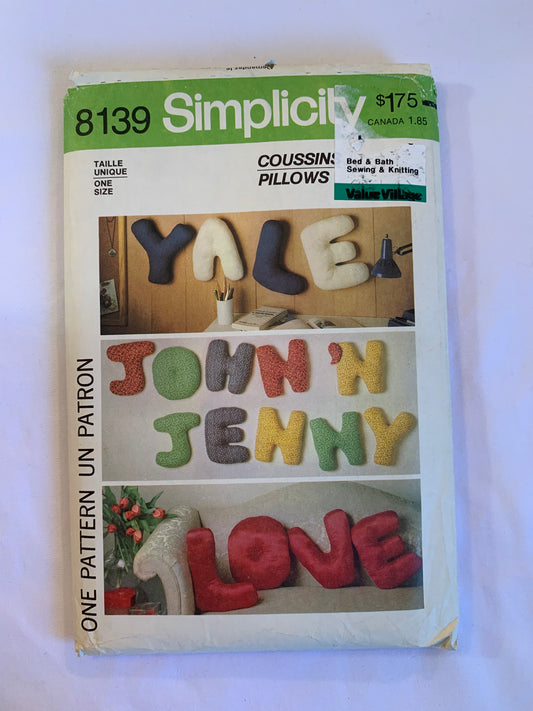 8139 Simplicity $1.75
CANADA 1.85
TAILLE
UNIQUE
ONE
SIZE
COUSSINS
PILLOWS
Bed & Bath
Sewing & Knitting
Value Village
YALE
JOHN 'N
JENNY
LOVE
ONE PATTERN UN PATRON